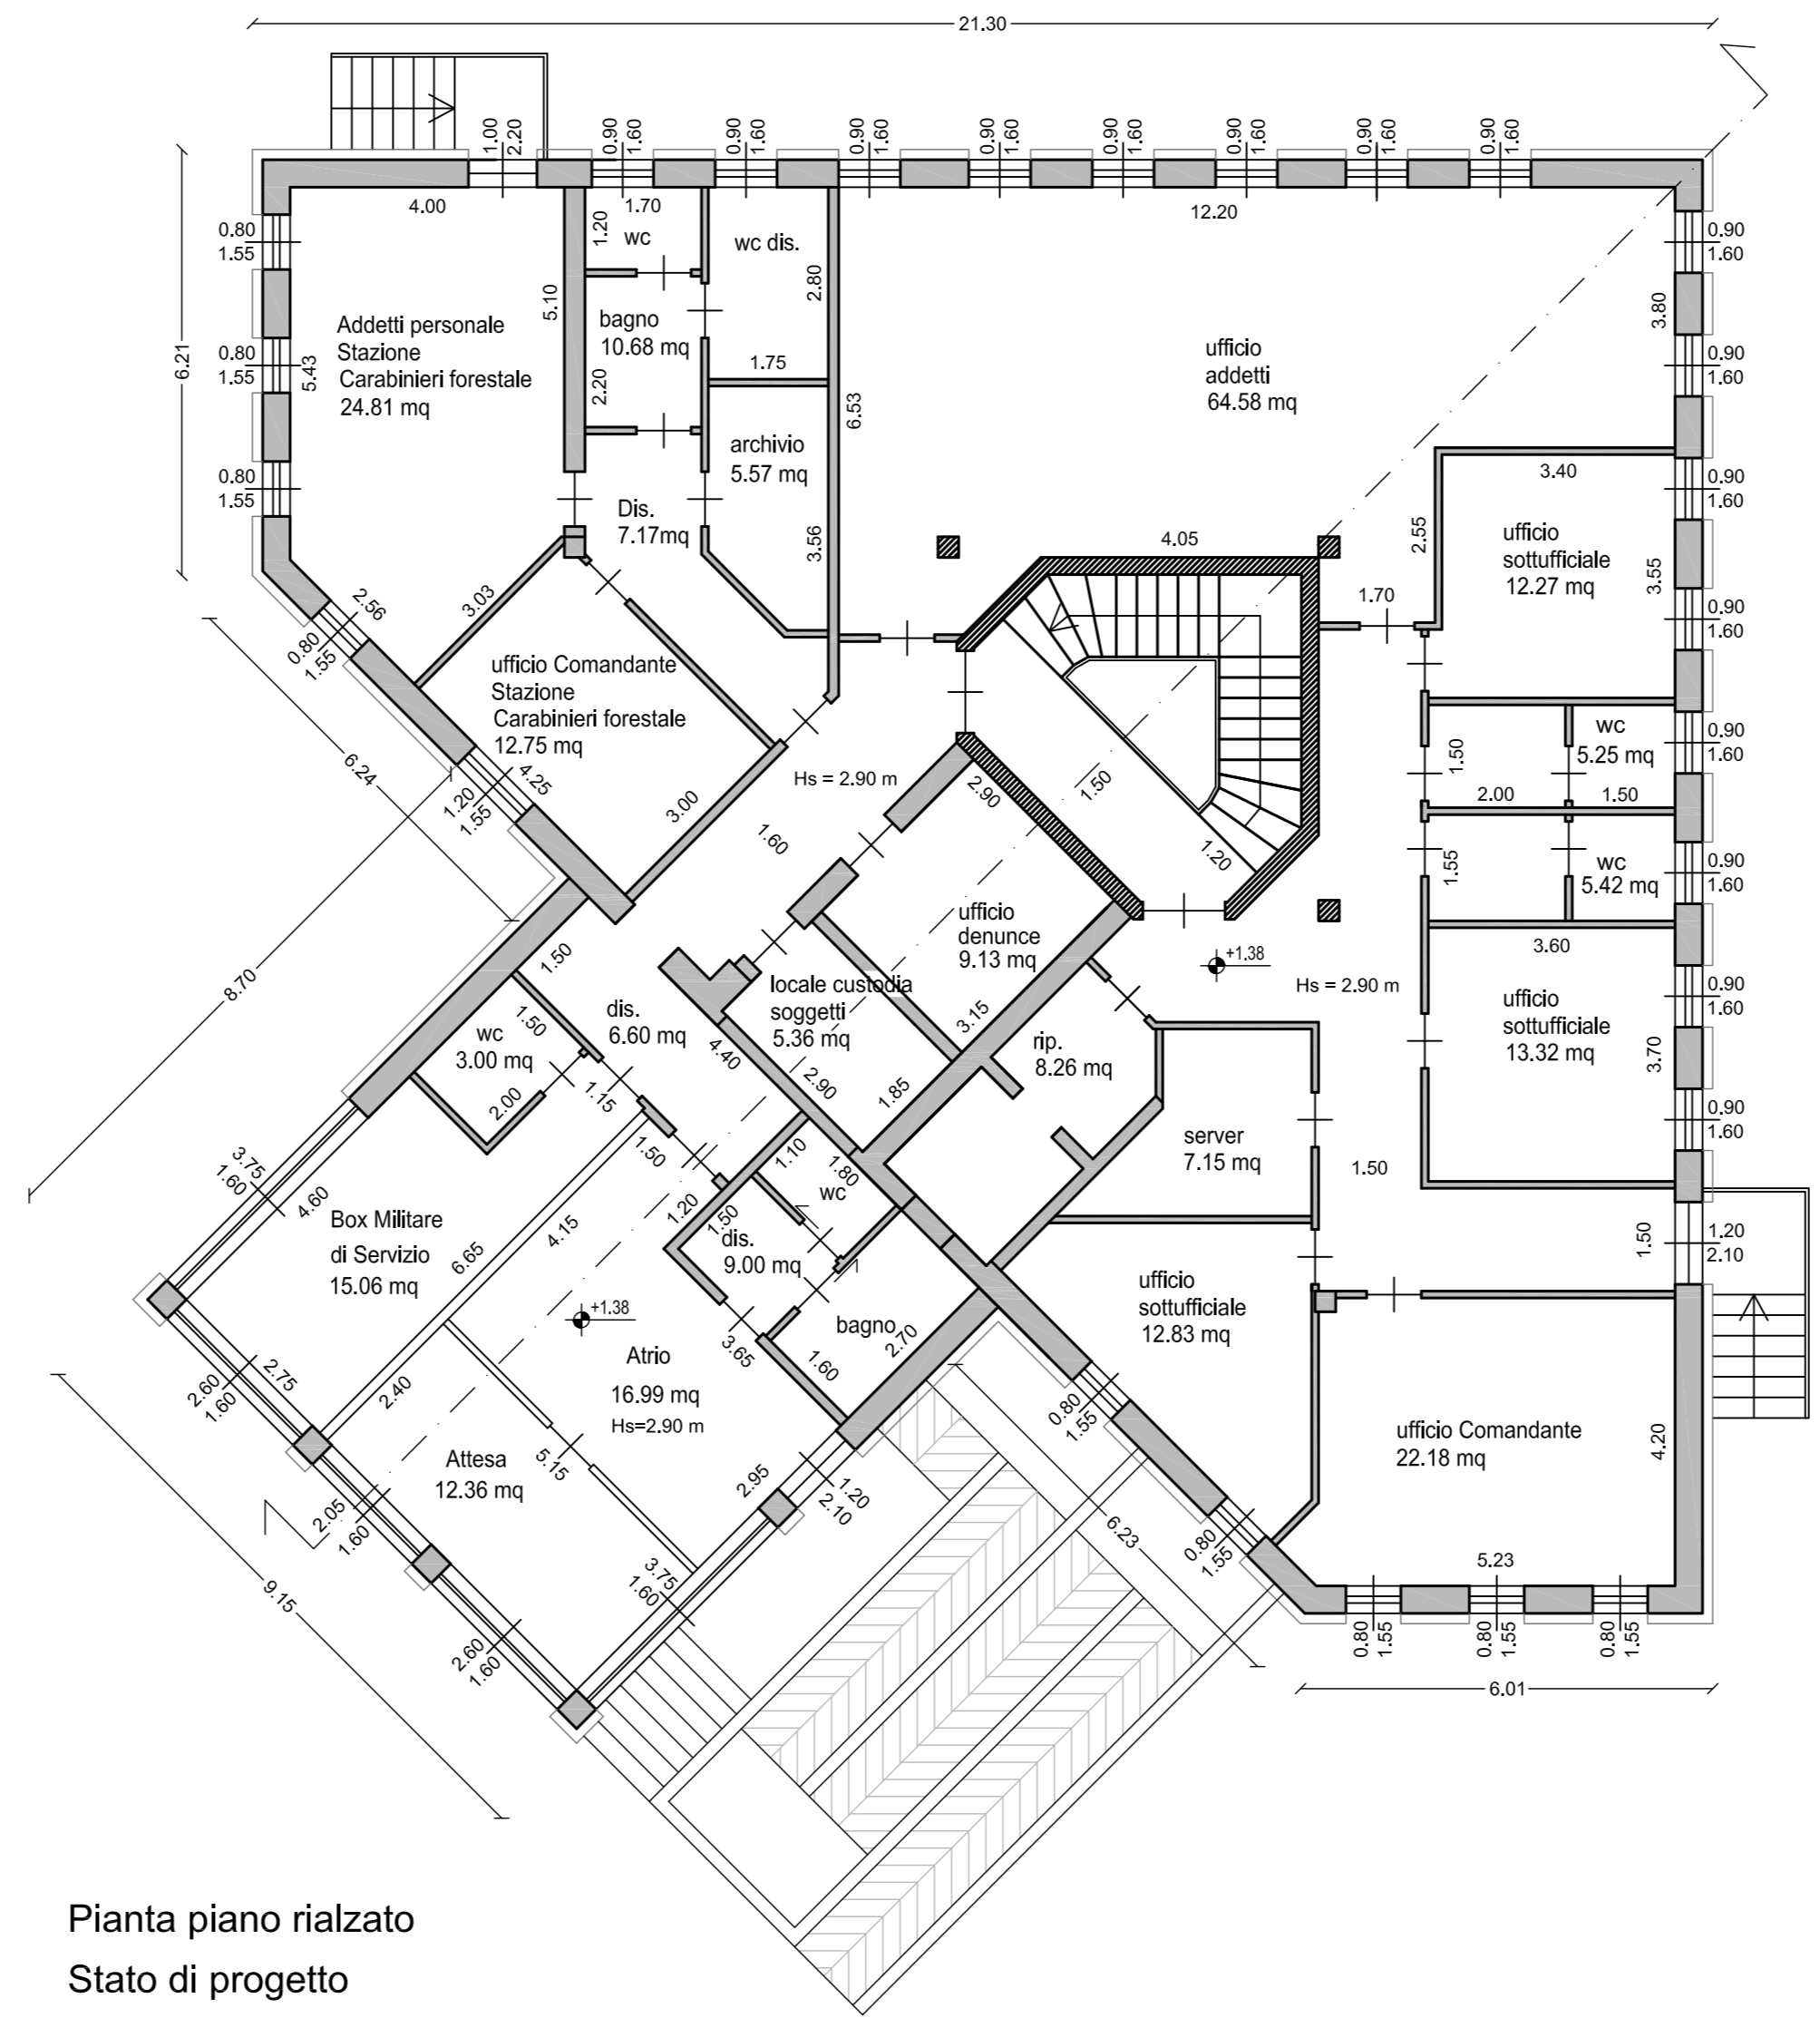 21.30
1.00
2.20
0.90
1.60
0.90
1.60
0.90
1.60
0.90
1.60
0.90
1.60
0.90
1.60
0.90
1.60
0.90
1.60
4.00
1.70
12.20
1.20
wc
wc dis.
0.80
1.55
0.90
1.60
6.21
5.10
2.80
3.80
Addetti personale
Stazione
Carabinieri forestale
24.81 mq
bagno
10.68 mq
ufficio
addetti
64.58 mq
0.80
1.55
5.43
2.20
1.75
6.53
0.90
1.60
archivio
5.57 mq
3.40
0.80
1.55
0.90
1.60
Dis.
7.17mq
3.56
4.05
2.55
ufficio
sottufficiale
12.27 mq
3.55
2.56
0.80
1.55
3.03
1.70
0.90
1.60
ufficio Comandante
Stazione
Carabinieri forestale
12.75 mq
6.24
4.25
1.20
1.55
3.00
Hs = 2.90 m
1.60
2.90
1.50
1.20
1.50
wc
5.25 mq
0.90
1.60
2.00
1.50
1.55
wc
5.42 mq
0.90
1.60
8.70
1.50
ufficio
denunce
9.13 mq
+1.38
Hs = 2.90 m
3.60
locale custodia
soggetti
5.36 mq
3.15
0.90
1.60
ufficio
sottufficiale
13.32 mq
3.70
dis.
6.60 mq
4.40
wc
3.00 mq
1.50
2.00
1.15
rip.
8.26 mq
2.90
1.85
0.90
1.60
1.50
1.10
1.80
wc
server
7.15 mq
1.50
3.75
1.60
4.60
Box Militare
di Servizio
15.06 mq
6.65
4.15
1.20
1.50
dis.
9.00 mq
1.50
1.20
2.10
ufficio
sottufficiale
12.83 mq
+1.38
Atrio
16.99 mq
Hs=2.90 m
3.65
bagno
2.70
1.60
2.75
2.60
1.60
2.40
Attesa
12.36 mq
5.15
2.95
1.20
2.10
0.80
1.55
ufficio Comandante
22.18 mq
4.20
2.05
1.60
6.23
0.80
1.55
5.23
9.15
3.75
1.60
2.60
1.60
0.80
1.55
0.80
1.55
0.80
1.55
6.01
Pianta piano rialzato
Stato di progetto